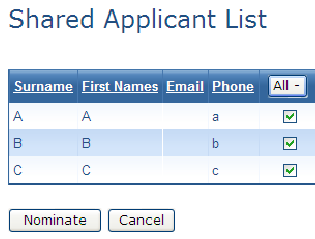 Shared Applicant List
Surname First Names Email Phone All -
A A a
B B b
C C c
Nominate Cancel